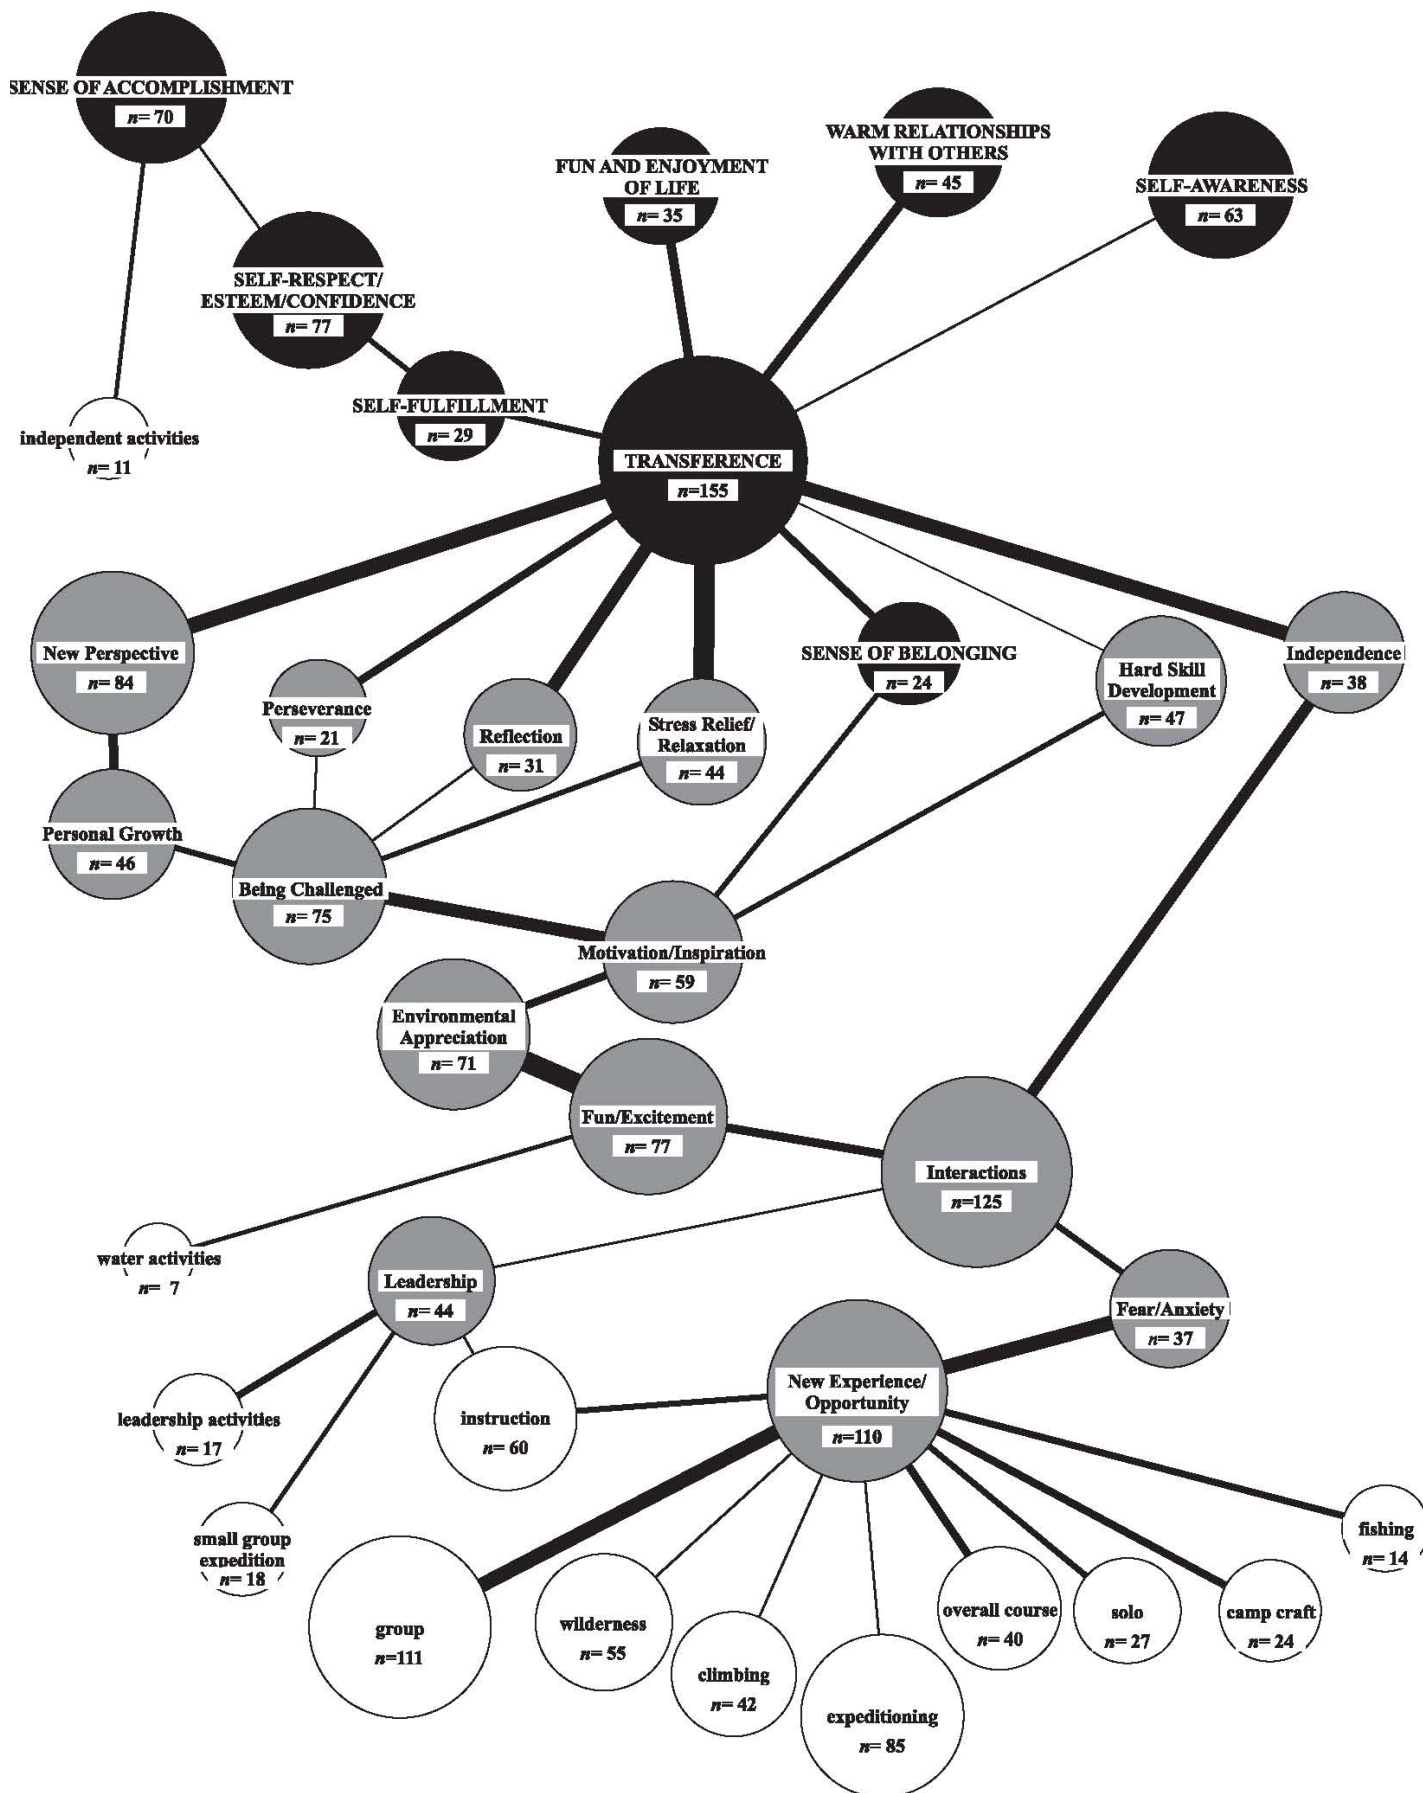 SENSE OF ACCOMPLISHMENT
n= 70
FUN AND ENJOYMENT
OF LIFE
n= 35
WARM RELATIONSHIPS
WITH OTHERS
n= 45
SELF-AWARENESS
n= 63
SELF-RESPECT/
ESTEEM/CONFIDENCE
n= 77
SELF-FULFILLMENT
n= 29
independent activities
n= 11
TRANSFERENCE
n=155
New Perspective
n= 84
Perseverance
n= 21
Reflection
n= 31
Stress Relief/
Relaxation
n= 44
SENSE OF BELONGING
n= 24
Hard Skill
Development
n= 47
Independence
n= 38
Personal Growth
n= 46
Being Challenged
n= 75
Motivation/Inspiration
n= 59
Environmental
Appreciation
n= 71
Fun/Excitement
n= 77
Interactions
n=125
water activities
n= 7
Leadership
n= 44
Fear/Anxiety
n= 37
New Experience/
Opportunity
n=110
leadership activities
n= 17
instruction
n= 60
small group
expedition
n= 18
group
n=111
wilderness
n= 55
climbing
n= 42
expeditioning
n= 85
overall course
n= 40
solo
n= 27
camp craft
n= 24
fishing
n= 14